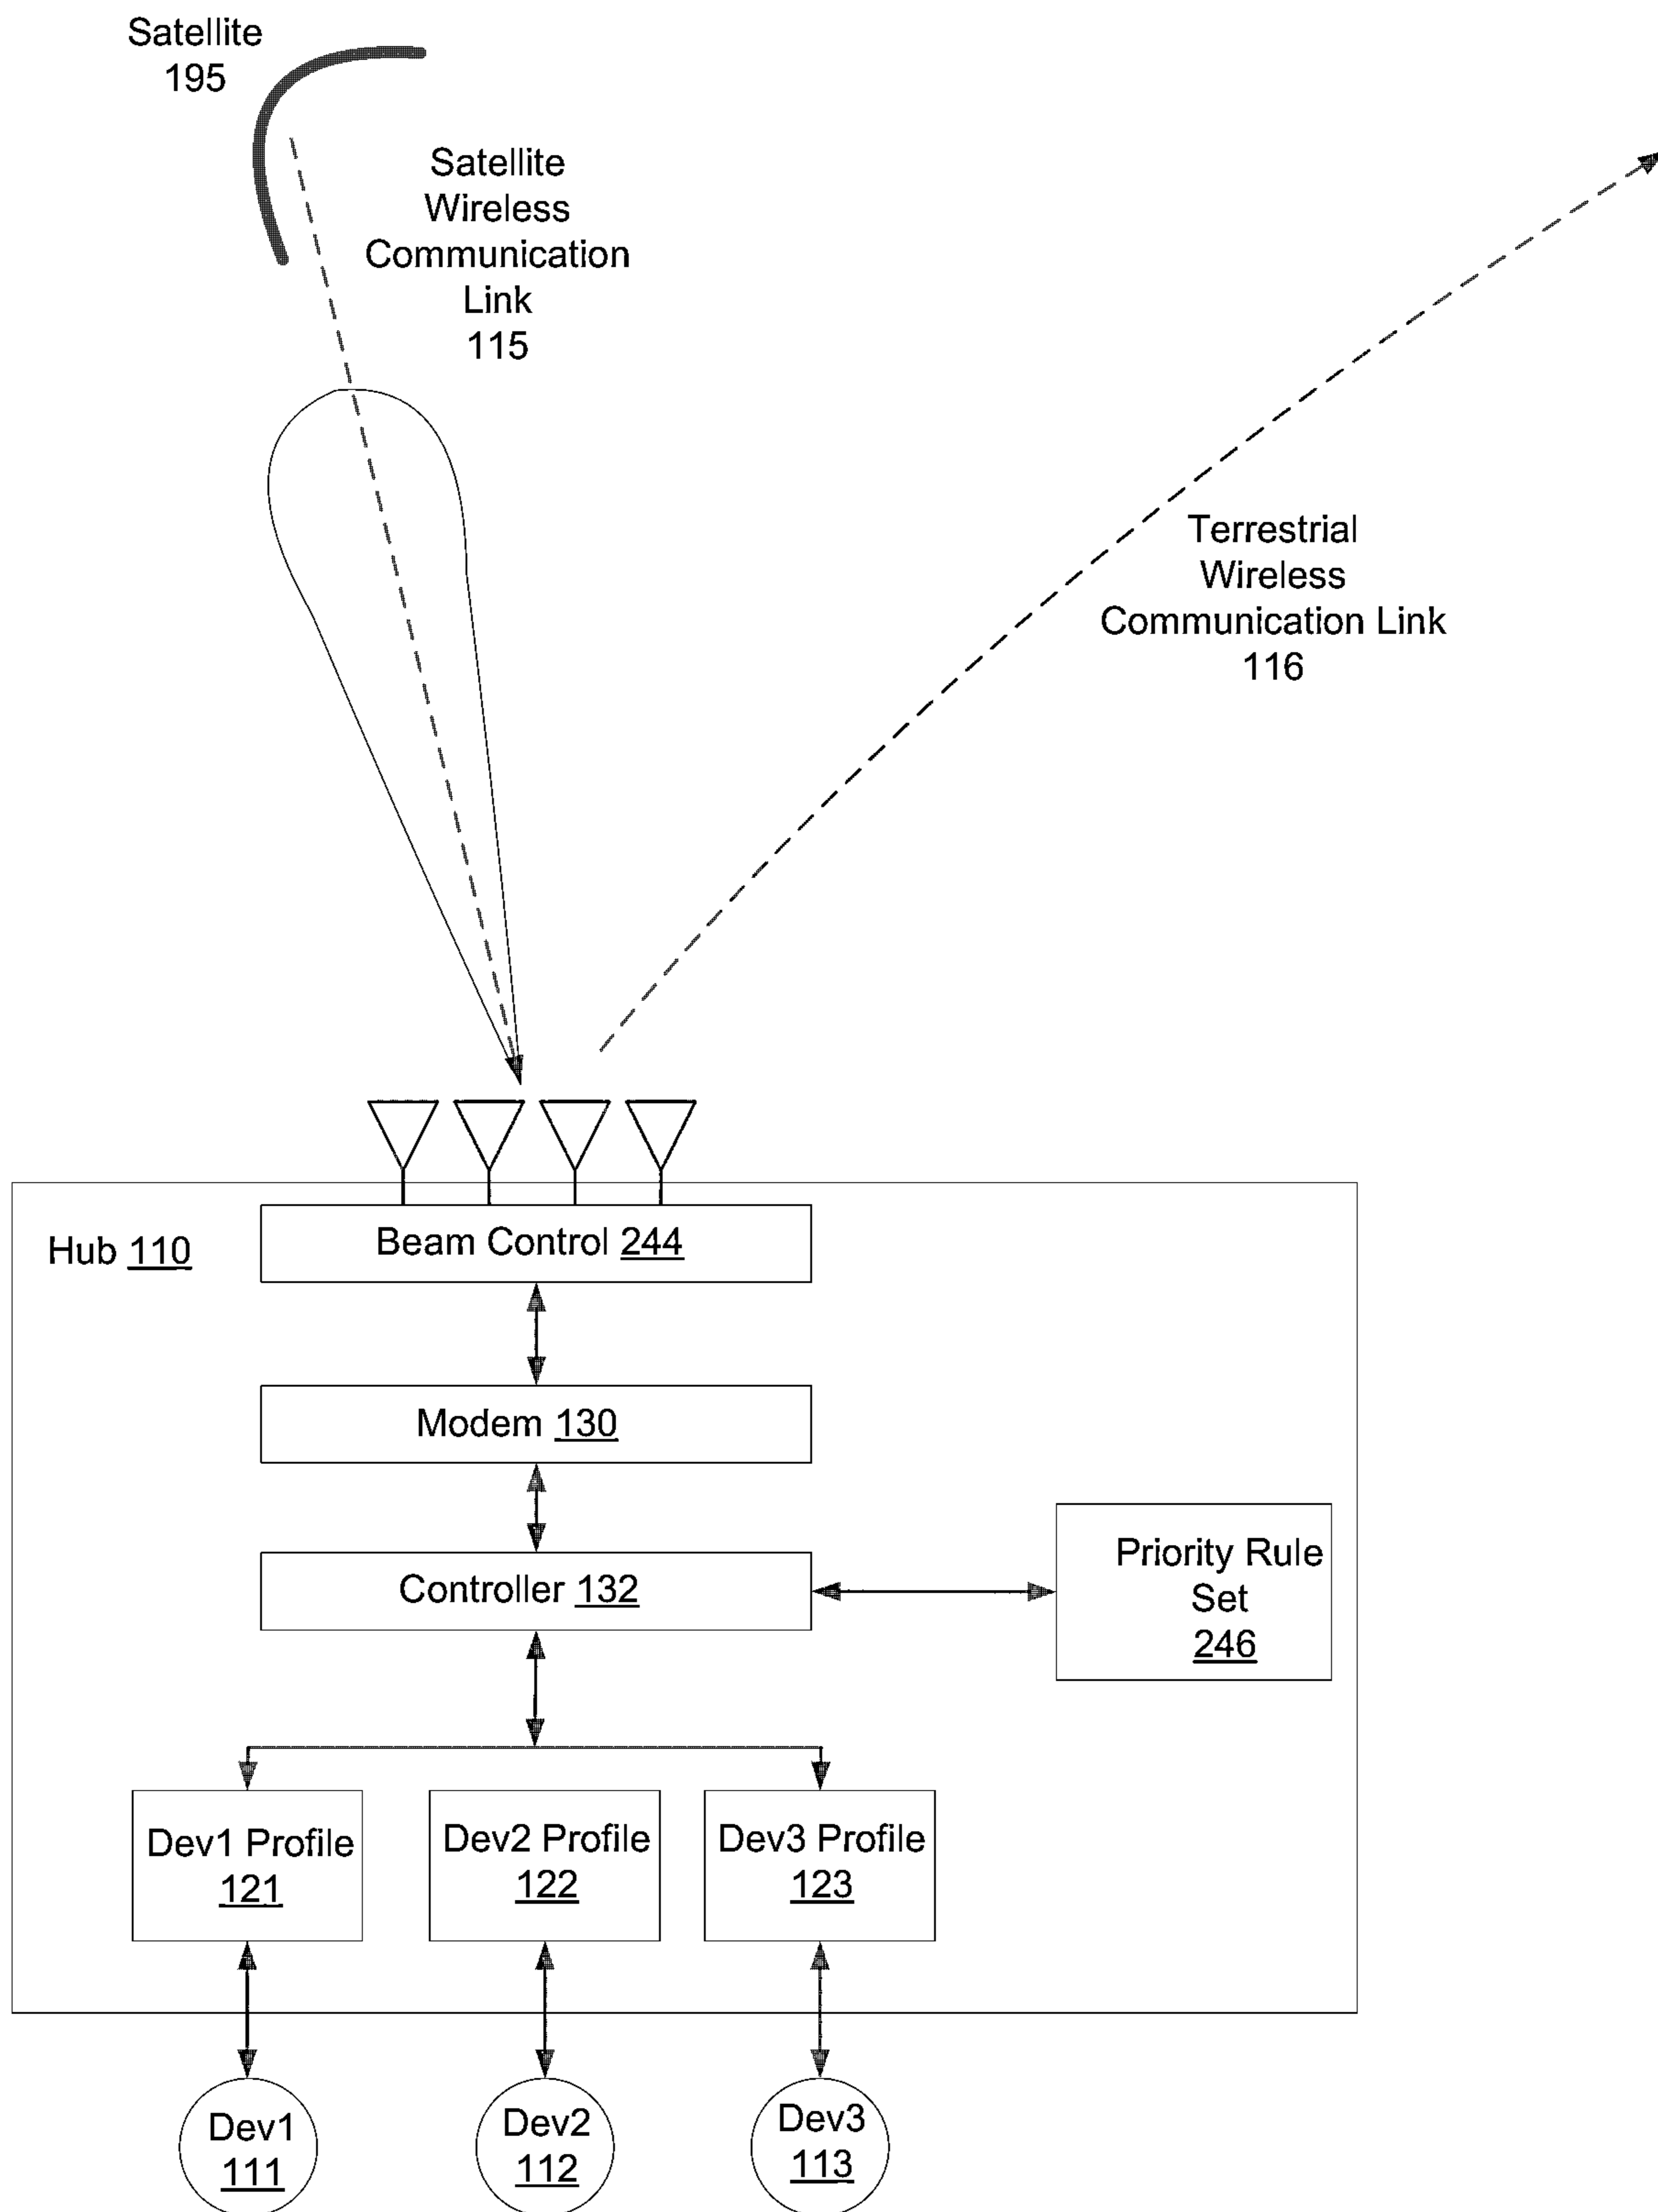 Satellite
195
Satellite
Wireless
Communication
Link
115
Terrestrial
Wireless
Communication Link
116
Hub 110
Beam Control 244
Modem 130
Controller 132
Priority Rule
Set
246
Dev1 Profile
121
Dev2 Profile
122
Dev3 Profile
123
Dev1
111
Dev2
112
Dev3
113